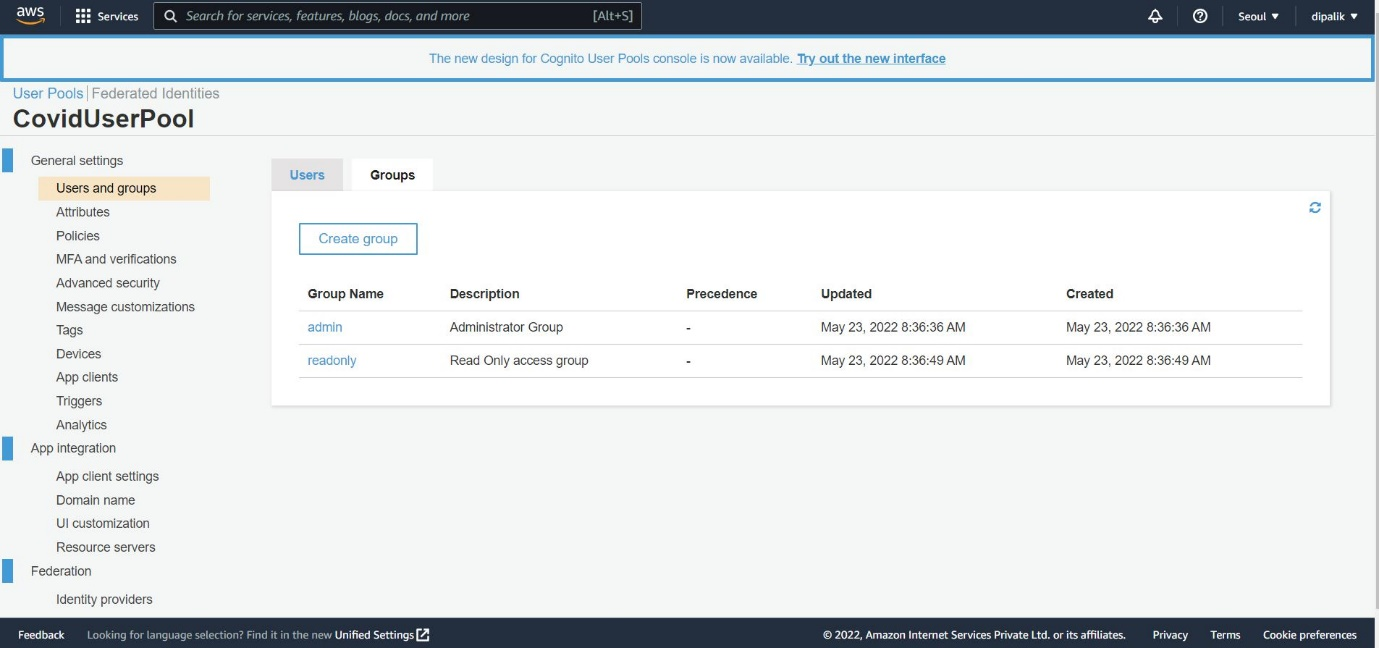 aws Services Search for services, features, blogs, docs, and more [Alt+S] Seoul ▼ dipalik ▼
The new design for Cognito User Pools console is now available. Try out the new interface
User Pools | Federated Identities
CovidUserPool
General settings
Users and groups
Attributes
Policies
MFA and verifications
Advanced security
Message customizations
Tags
Devices
App clients
Triggers
Analytics
App integration
App client settings
Domain name
UI customization
Resource servers
Federation
Identity providers
Users Groups
Create group
Group Name Description Precedence Updated Created
admin Administrator Group - May 23, 2022 8:36:36 AM May 23, 2022 8:36:36 AM
readonly Read Only access group - May 23, 2022 8:36:49 AM May 23, 2022 8:36:49 AM
Feedback Looking for language selection? Find it in the new Unified Settings © 2022, Amazon Internet Services Private Ltd. or its affiliates. Privacy Terms Cookie preferences